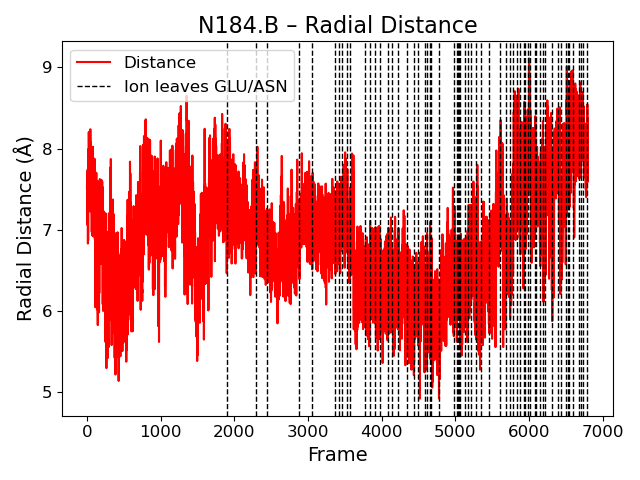 N184.B – Radial Distance
Distance
Ion leaves GLU/ASN
Radial Distance (Å)
9
8
7
6
5
0 1000 2000 3000 4000 5000 6000 7000
Frame